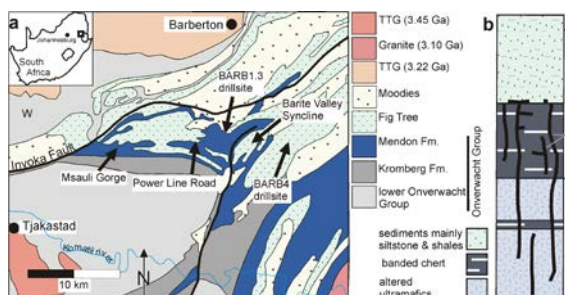 a
Johannesburg
South
Africa
Barberton
BARB1.3
drillsite
Barite Valley
Syncline
W
Inyoka Fault
Msauli Gorge
Power Line Road
BARB4
drillsite
Tjakastad
Komati river
10 km
N
TTG (3.45 Ga)
Granite (3.10 Ga)
TTG (3.22 Ga)
Moodies
Fig Tree
Mendon Fm.
Kromberg Fm.
lower Onverwacht
Group
Onverwacht Group
sediments mainly
siltstone & shales
banded chert
altered
ultramafics
b